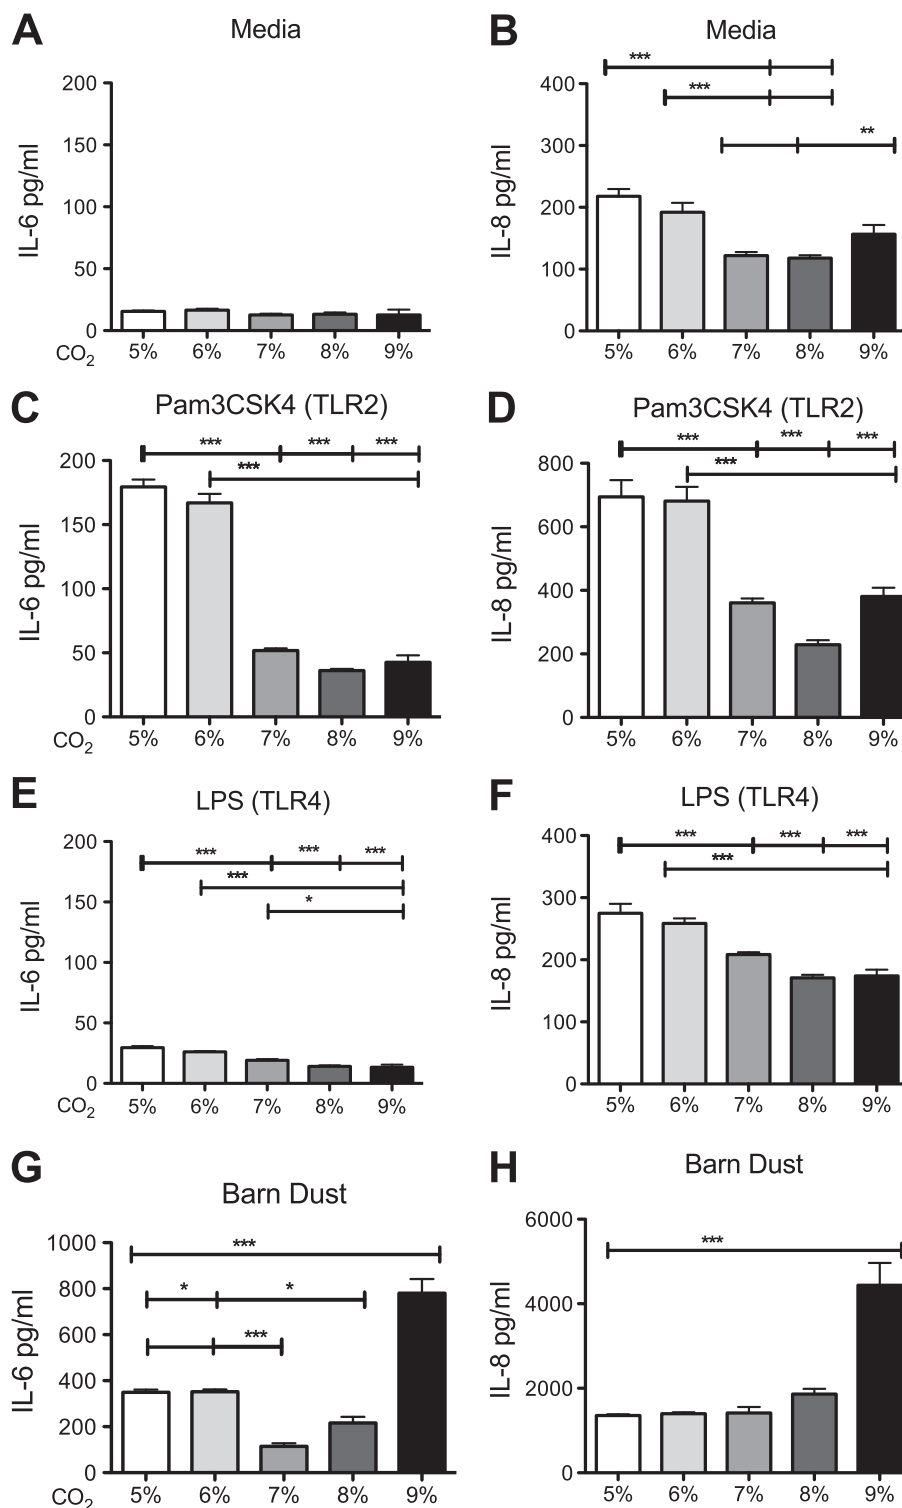 A
Media
IL-6 pg/ml
200
150
100
50
0
CO2
5% 6% 7% 8% 9%
B
Media
***
***
**
IL-8 pg/ml
400
300
200
100
0
5% 6% 7% 8% 9%
C
Pam3CSK4 (TLR2)
*** *** ***
***
IL-6 pg/ml
200
150
100
50
0
CO2
5% 6% 7% 8% 9%
D
Pam3CSK4 (TLR2)
*** *** ***
***
IL-8 pg/ml
800
600
400
200
0
5% 6% 7% 8% 9%
E
LPS (TLR4)
*** *** ***
***
*
IL-6 pg/ml
200
150
100
50
0
CO2
5% 6% 7% 8% 9%
F
LPS (TLR4)
*** *** ***
***
IL-8 pg/ml
400
300
200
100
0
5% 6% 7% 8% 9%
G
Barn Dust
***
* *
***
IL-6 pg/ml
1000
800
600
400
200
0
CO2
5% 6% 7% 8% 9%
H
Barn Dust
***
IL-8 pg/ml
6000
4000
2000
0
5% 6% 7% 8% 9%